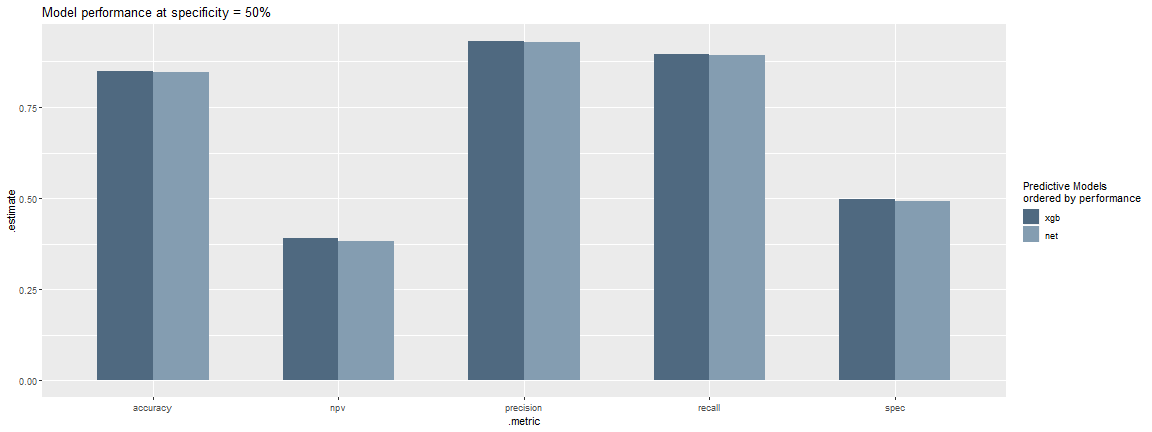 Model performance at specificity = 50%
.estimate
0.75
0.50
0.25
0.00
accuracy
npv
precision
recall
spec
.metric
Predictive Models
ordered by performance
xgb
net